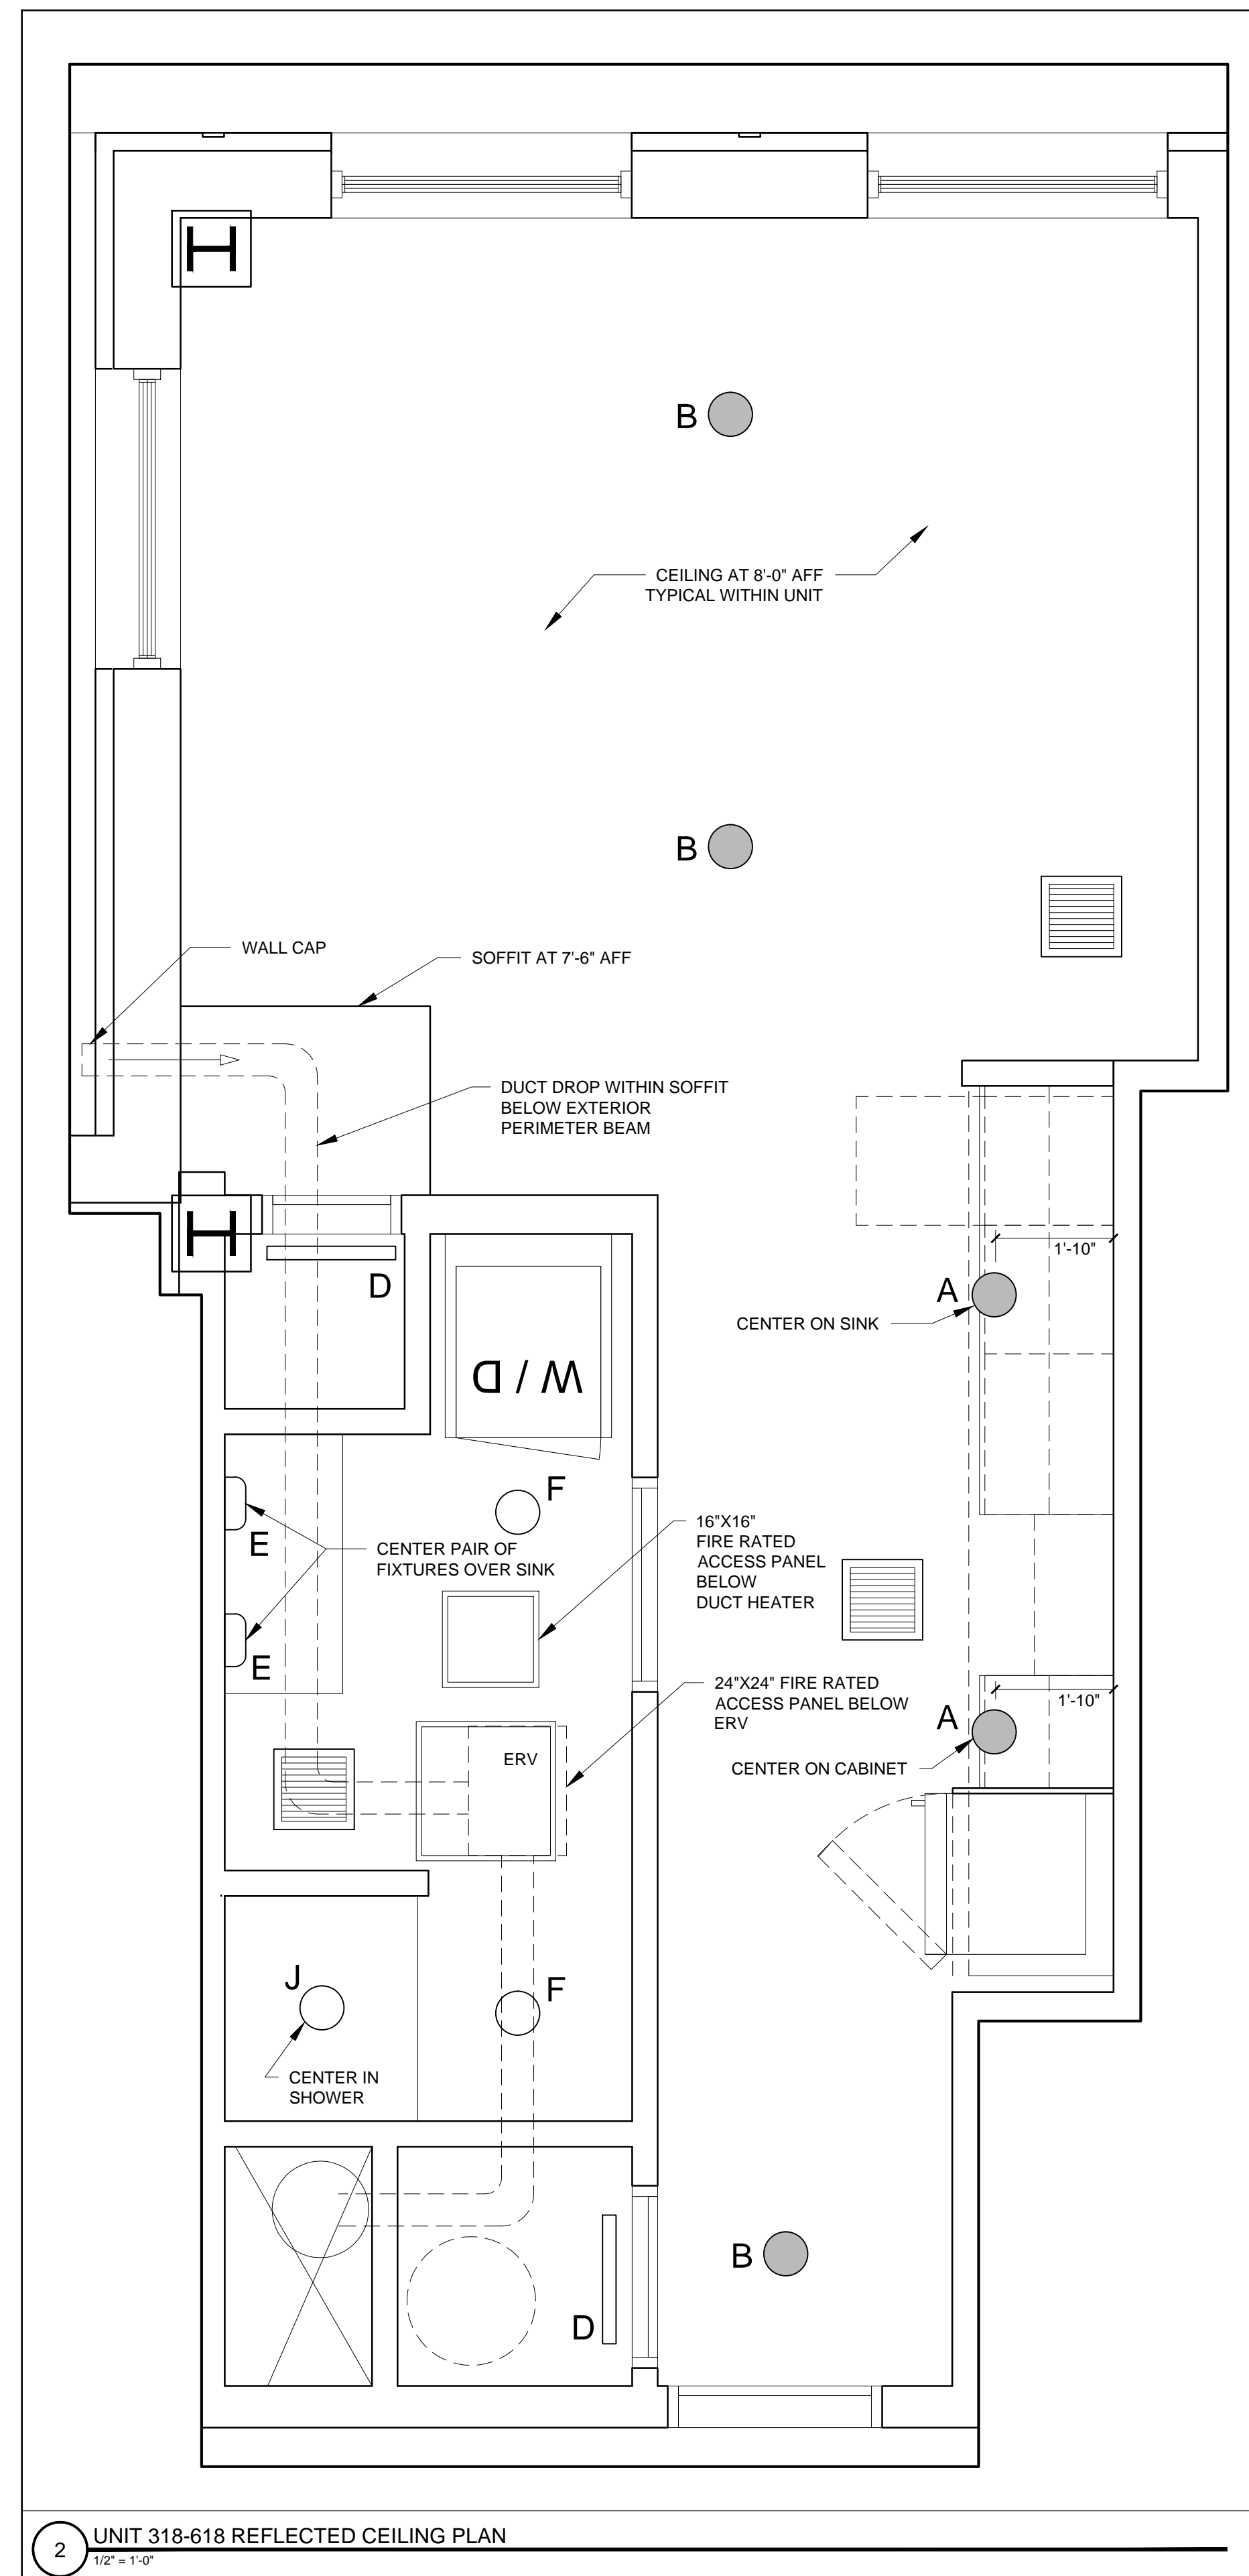 H
B
CEILING AT 8'-0" AFF
TYPICAL WITHIN UNIT
B
WALL CAP
SOFFIT AT 7'-6" AFF
DUCT DROP WITHIN SOFFIT
BELOW EXTERIOR
PERIMETER BEAM
H
D
1'-10"
A
CENTER ON SINK
W / D
F
E
CENTER PAIR OF
FIXTURES OVER SINK
E
16"X16"
FIRE RATED
ACCESS PANEL
BELOW
DUCT HEATER
24"X24" FIRE RATED
ACCESS PANEL BELOW
ERV
ERV
1'-10"
A
CENTER ON CABINET
J
F
CENTER IN
SHOWER
B
D
2
UNIT 318-618 REFLECTED CEILING PLAN
1/2" = 1'-0"